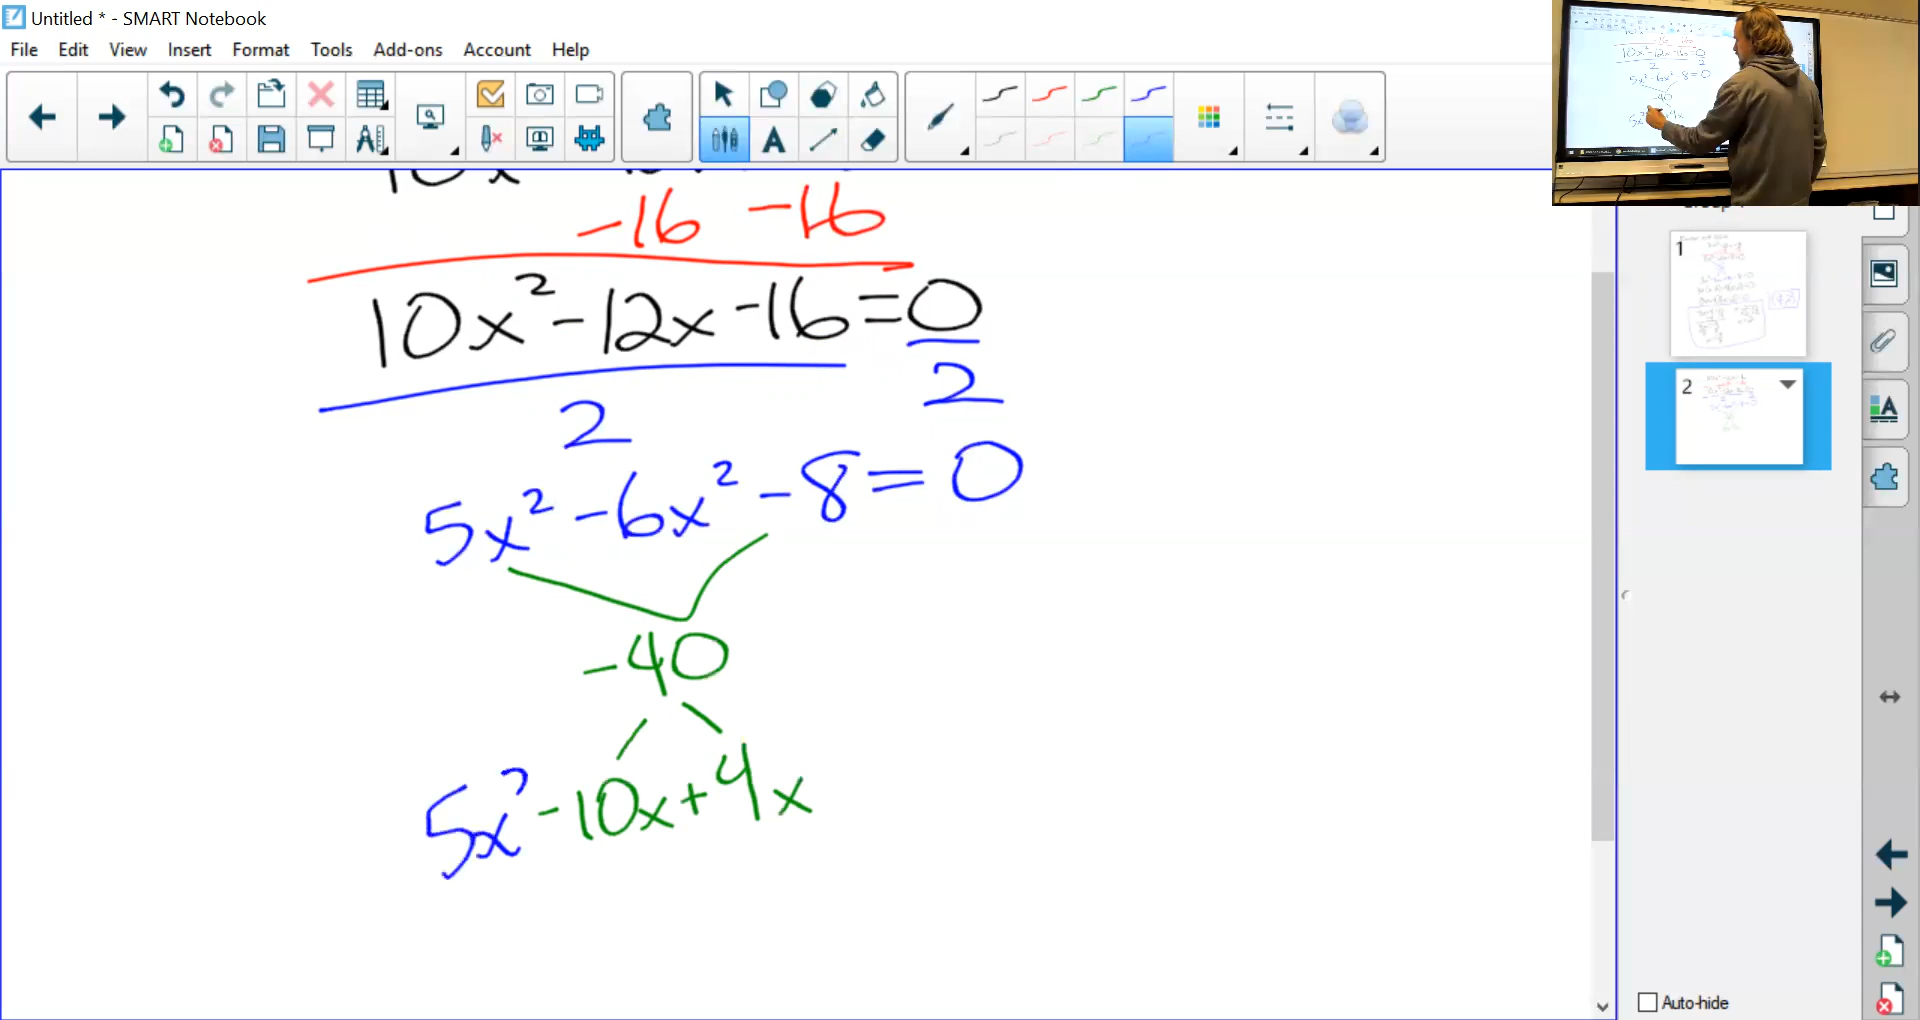 Untitled * - SMART Notebook
File Edit View Insert Format Tools Add-ons Account Help
-16 -16
10x² - 12x - 16 = 0
2 2
5x² - 6x² - 8 = 0
-40
5x² - 10x + 4x
1
2
Auto-hide